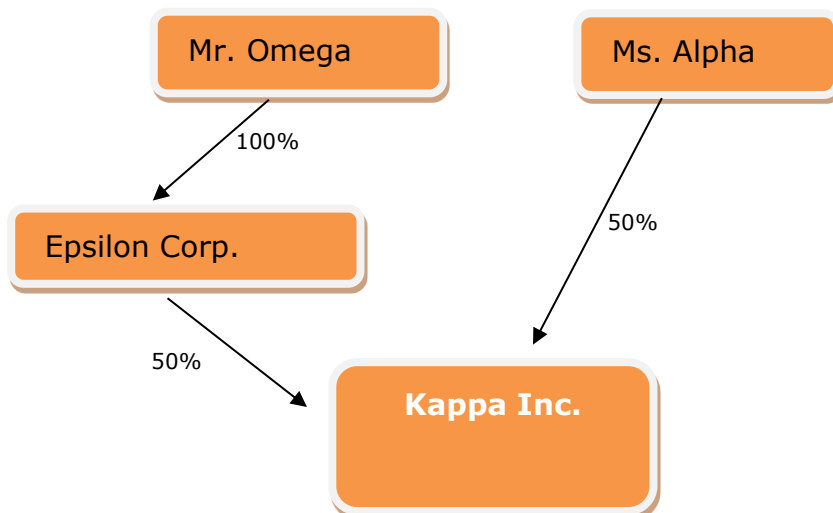 Mr. Omega
Ms. Alpha
100%
Epsilon Corp.
50%
50%
Kappa Inc.